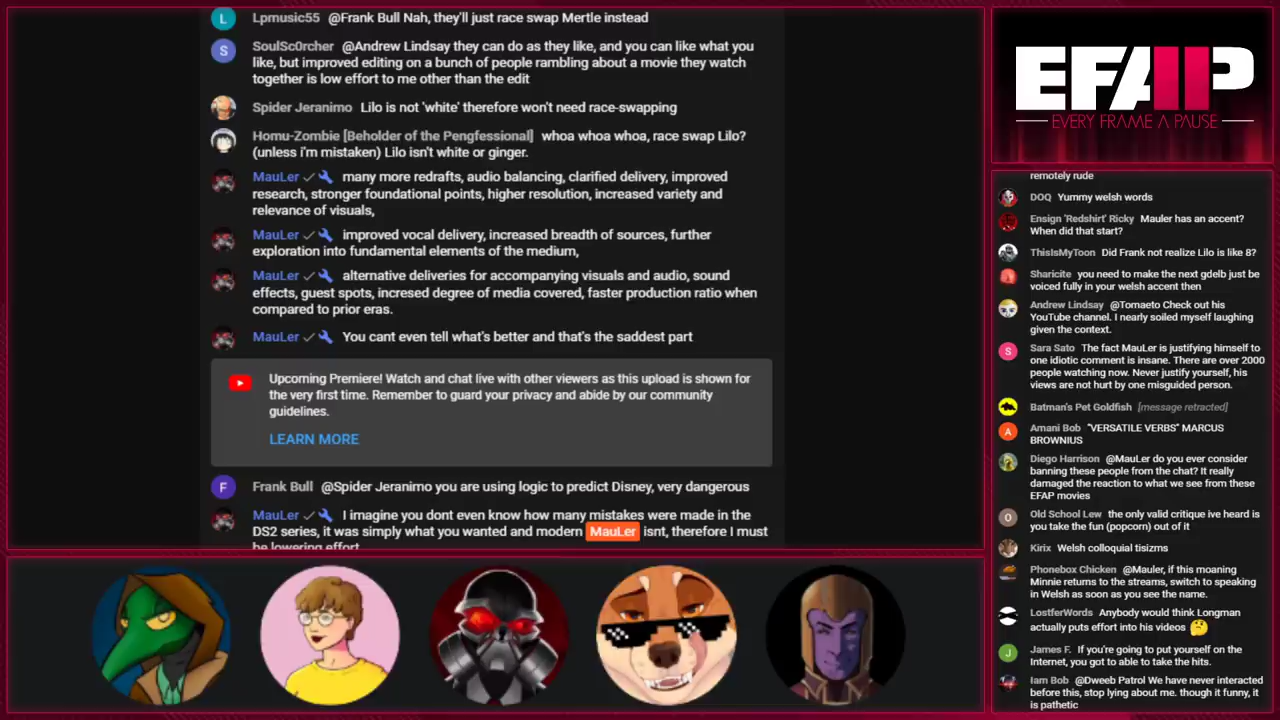 L Lpmusic55 @Frank Bull Nah, they'll just race swap Mertle instead
S SoulSc0rcher @Andrew Lindsay they can do as they like, and you can like what you
like, but improved editing on a bunch of people rambling about a movie they watch
together is low effort to me other than the edit
Spider Jeranimo Lilo is not 'white' therefore won't need race-swapping
Homu-Zombie [Beholder of the Pengfessional] whoa whoa whoa, race swap Lilo?
(unless i'm mistaken) Lilo isn't white or ginger.
MauLer many more redrafts, audio balancing, clarified delivery, improved
research, stronger foundational points, higher resolution, increased variety and
relevance of visuals,
MauLer improved vocal delivery, increased breadth of sources, further
exploration into fundamental elements of the medium,
MauLer alternative deliveries for accompanying visuals and audio, sound
effects, guest spots, incresed degree of media covered, faster production ratio when
compared to prior eras.
MauLer You cant even tell what's better and that's the saddest part
Upcoming Premiere! Watch and chat live with other viewers as this upload is shown for
the very first time. Remember to guard your privacy and abide by our community
guidelines.
LEARN MORE
F Frank Bull @Spider Jeranimo you are using logic to predict Disney, very dangerous
MauLer I imagine you dont even know how many mistakes were made in the
DS2 series, it was simply what you wanted and modern MauLer isnt, therefore I must
be lowering effort
EFAP
EVERY FRAME A PAUSE
remotely rude
DOQ Yummy welsh words
Ensign 'Redshirt' Ricky Mauler has an accent?
When did that start?
ThisIsMyToon Did Frank not realize Lilo is like 8?
Sharicite you need to make the next gdelb just be
voiced fully in your welsh accent then
Andrew Lindsay @Tomaeto Check out his
YouTube channel. I nearly soiled myself laughing
given the context.
S Sara Sato The fact MauLer is justifying himself to
one idiotic comment is insane. There are over 2000
people watching now. Never justify yourself, his
views are not hurt by one misguided person.
Batman's Pet Goldfish [message retracted]
A Amani Bob "VERSATILE VERBS" MARCUS
BROWNIUS
Diego Harrison @MauLer do you ever consider
banning these people from the chat? It really
damaged the reaction to what we see from these
EFAP movies
O Old School Lew the only valid critique ive heard is
you take the fun (popcorn) out of it
Kirix Welsh colloquial tisizms
Phonebox Chicken @Mauler, if this moaning
Minnie returns to the streams, switch to speaking
in Welsh as soon as you see the name.
LostferWords Anybody would think Longman
actually puts effort into his videos 🤔
J James F. If you're going to put yourself on the
Internet, you got to able to take the hits.
Iam Bob @Dweeb Patrol We have never interacted
before this, stop lying about me. though it funny, it
is pathetic